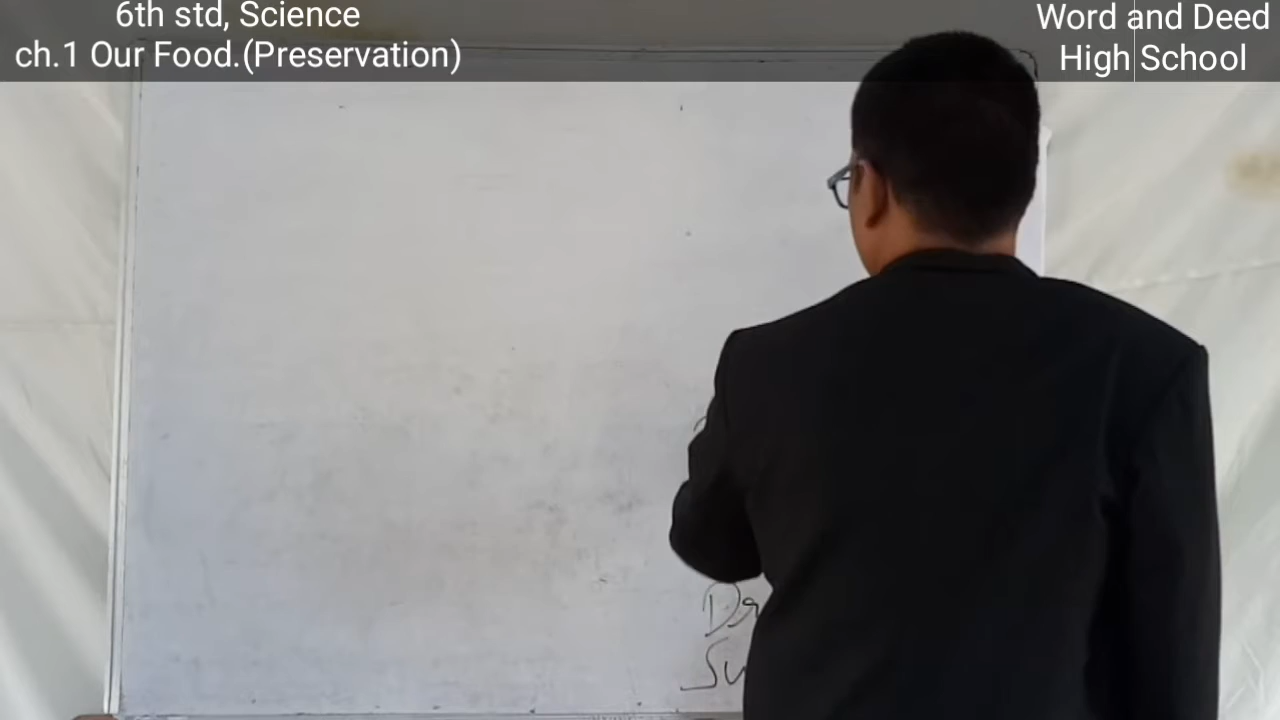 6th std, Science
ch.1 Our Food.(Preservation)
Word and Deed
High School